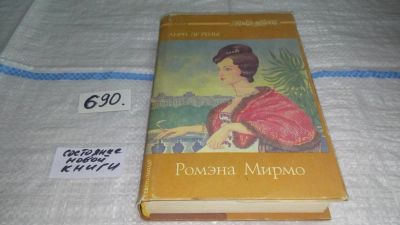 690.
состояние
новой
книги
АНРИ ДЕ РЕНЬЕ
Ромэна Мирмо